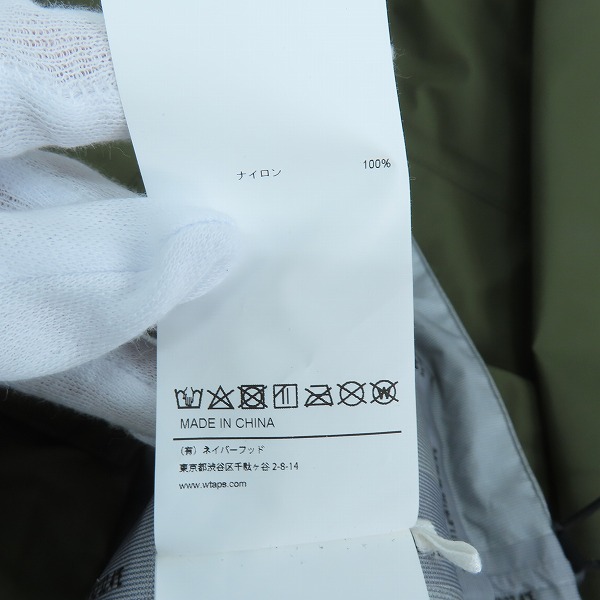 ナイロン 100%
MADE IN CHINA
(有) ネイバーフッド
東京都渋谷区千駄ヶ谷 2-8-14
www.wtaps.com